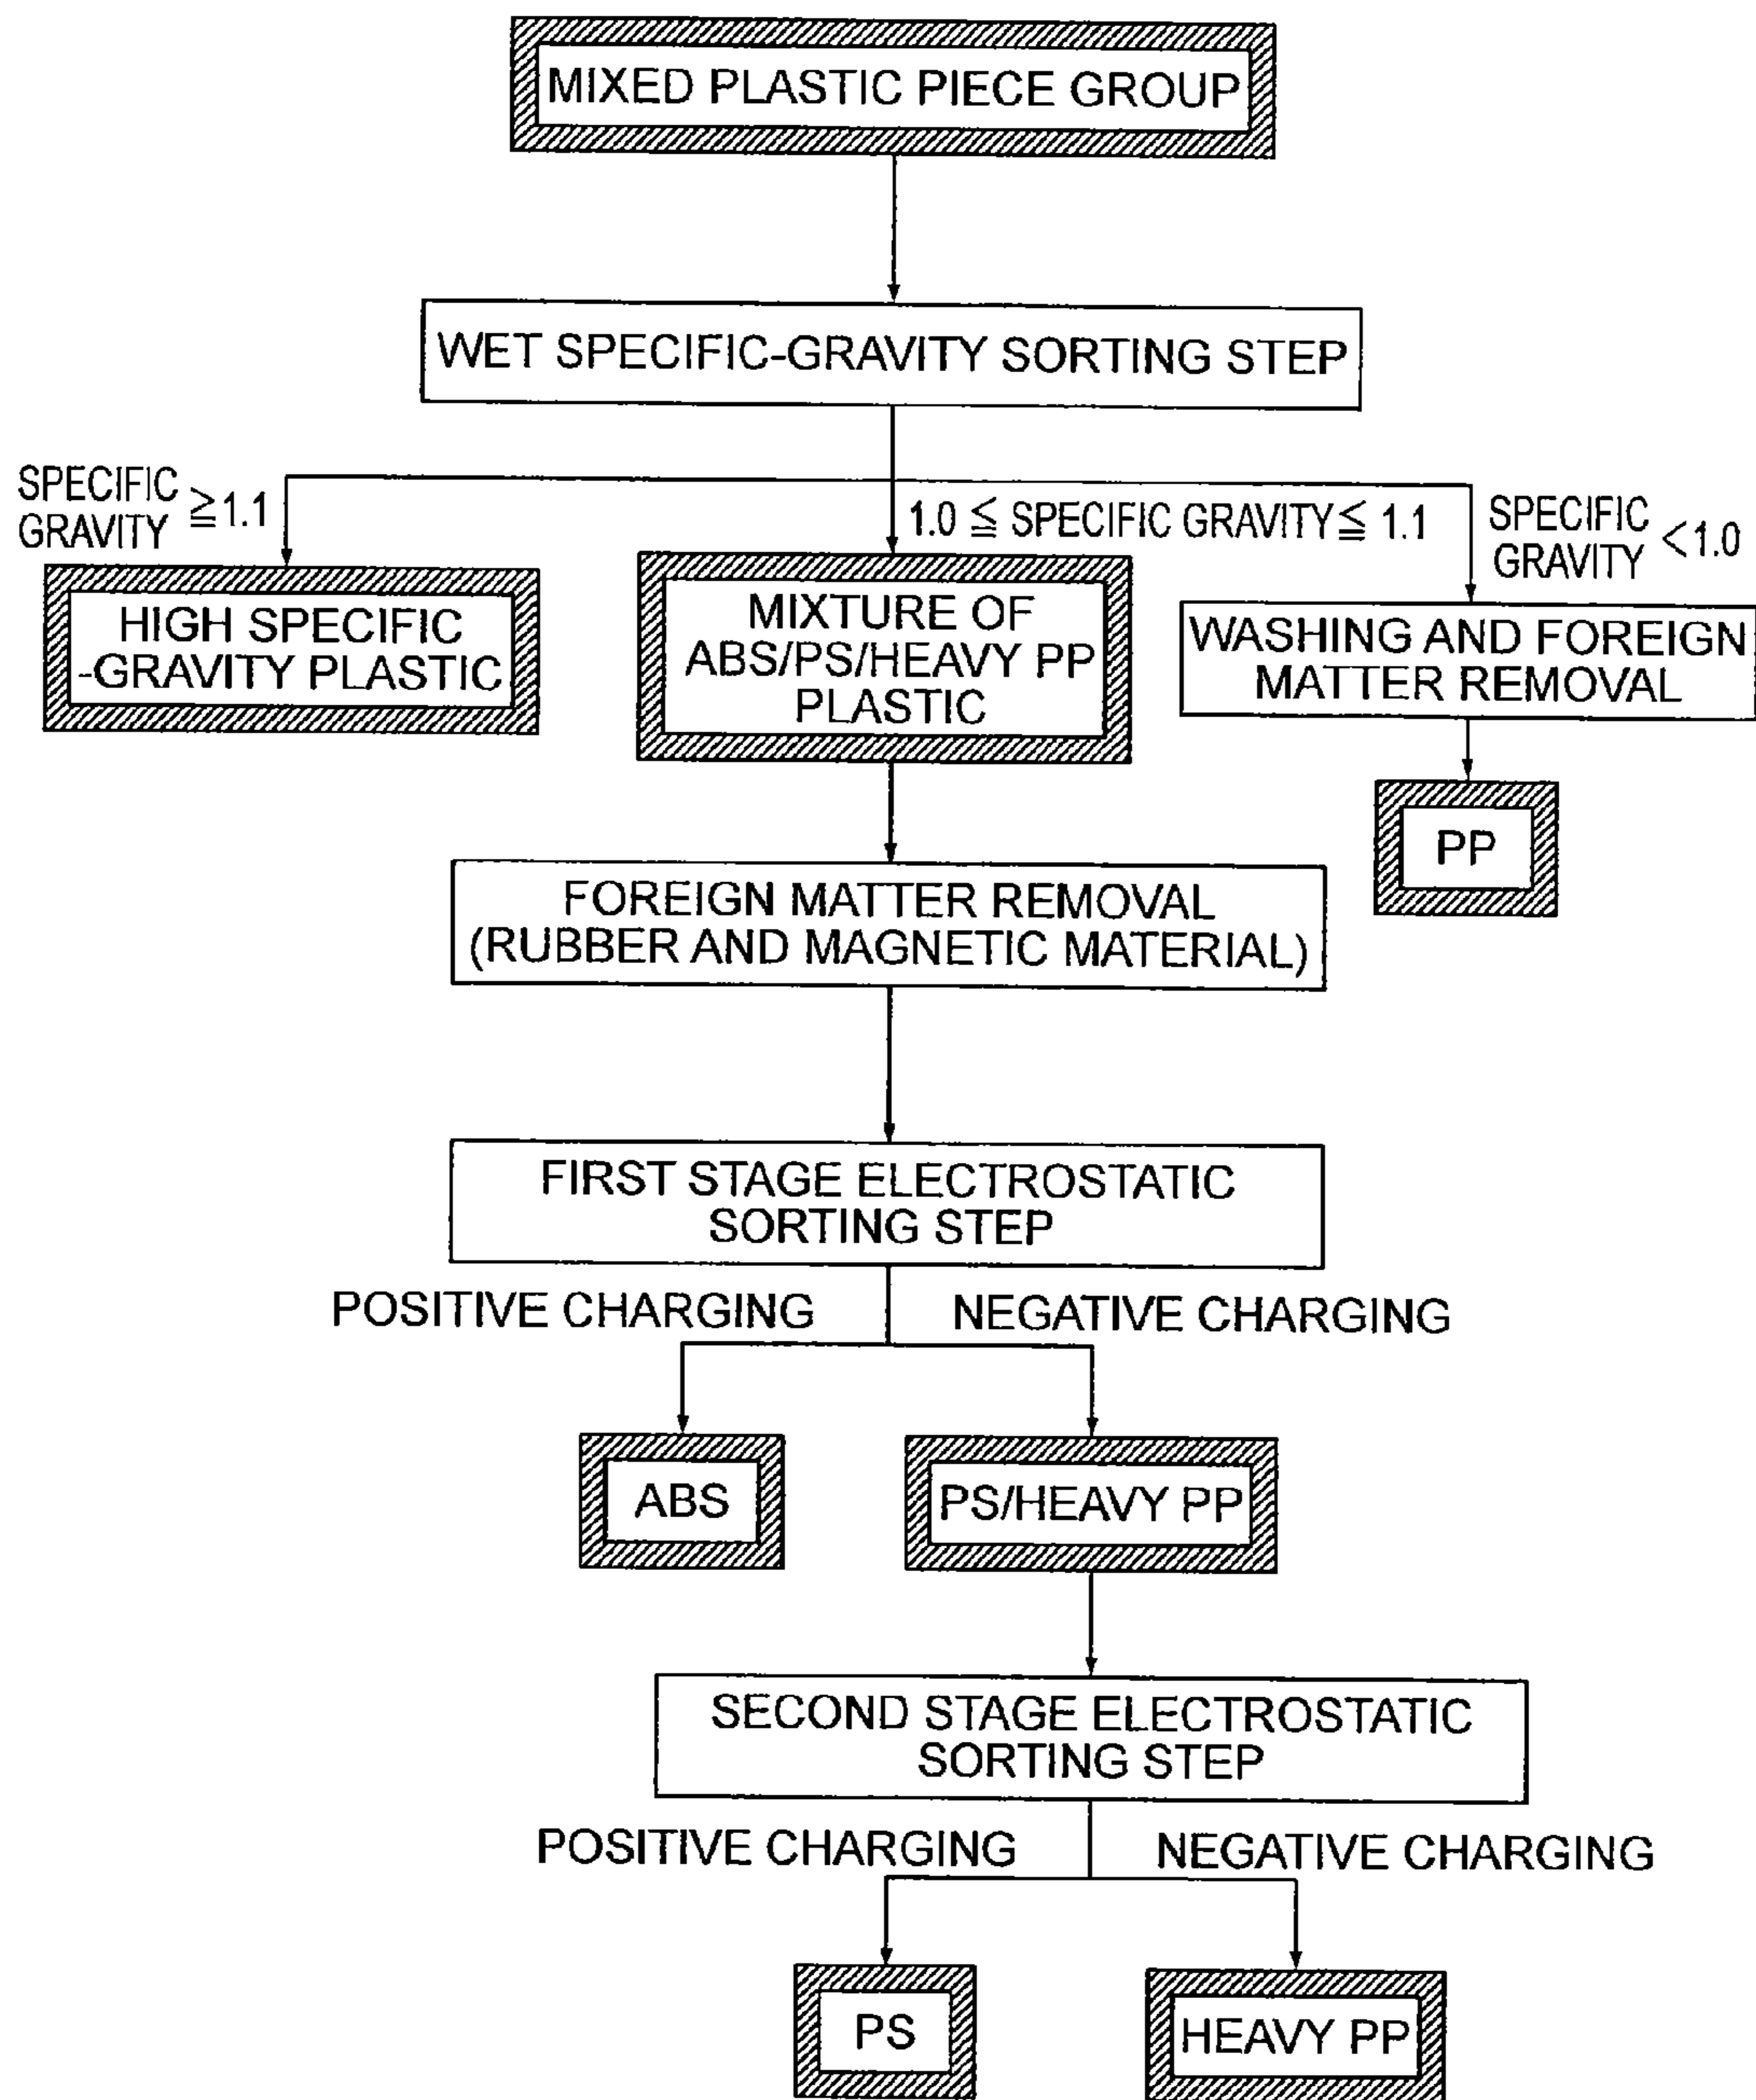 MIXED PLASTIC PIECE GROUP
WET SPECIFIC-GRAVITY SORTING STEP
SPECIFIC GRAVITY ≧1.1
1.0 ≦ SPECIFIC GRAVITY≦ 1.1
SPECIFIC GRAVITY <1.0
HIGH SPECIFIC
-GRAVITY PLASTIC
MIXTURE OF
ABS/PS/HEAVY PP
PLASTIC
WASHING AND FOREIGN
MATTER REMOVAL
PP
FOREIGN MATTER REMOVAL
(RUBBER AND MAGNETIC MATERIAL)
FIRST STAGE ELECTROSTATIC
SORTING STEP
POSITIVE CHARGING
NEGATIVE CHARGING
ABS
PS/HEAVY PP
SECOND STAGE ELECTROSTATIC
SORTING STEP
POSITIVE CHARGING
NEGATIVE CHARGING
PS
HEAVY PP